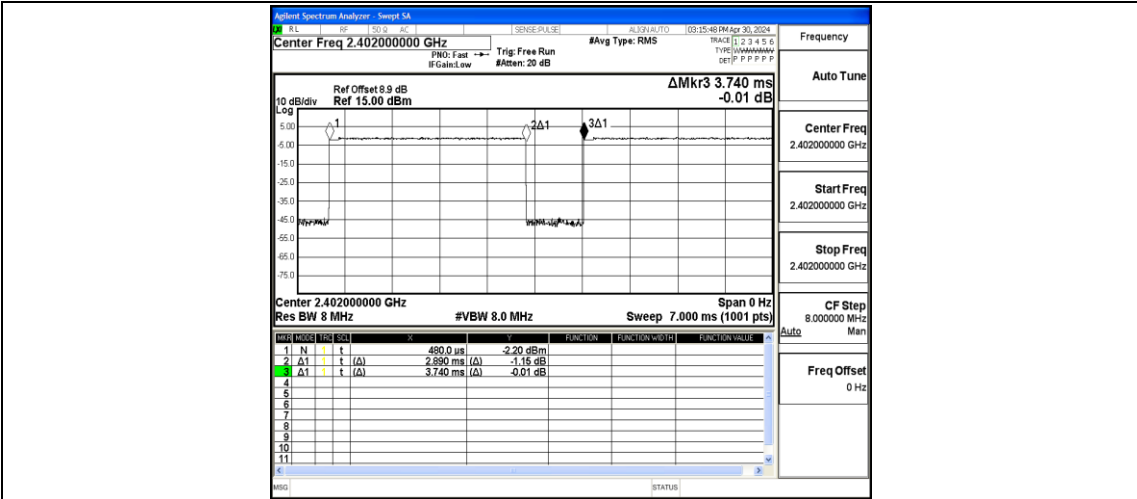 Agilent Spectrum Analyzer - Swept SA
RL RF 50 Ω AC SENSE:PULSE ALIGN AUTO 03:15:48 PM Apr 30, 2024
Center Freq 2.402000000 GHz #Avg Type: RMS TRACE 1 2 3 4 5 6
PNO: Fast Trig: Free Run TYPE WWWWWW
IFGain:Low #Atten: 20 dB DET P P P P P P
Frequency
Auto Tune
ΔMkr3 3.740 ms
-0.01 dB
Ref Offset 8.9 dB
10 dB/div Ref 15.00 dBm
Log
5.00
-5.00
-15.0
-25.0
-35.0
-45.0
-55.0
-65.0
-75.0
1
2Δ1
3Δ1
Center 2.402000000 GHz Span 0 Hz
Res BW 8 MHz #VBW 8.0 MHz Sweep 7.000 ms (1001 pts)
MKR MODE TRC SCL X Y FUNCTION FUNCTION WIDTH FUNCTION VALUE
1 N 1 t 480.0 us -2.20 dBm
2 Δ1 1 t (Δ) 2.890 ms (Δ) -1.15 dB
3 Δ1 1 t (Δ) 3.740 ms (Δ) -0.01 dB
4
5
6
7
8
9
10
11
MSG STATUS
Center Freq
2.402000000 GHz
Start Freq
2.402000000 GHz
Stop Freq
2.402000000 GHz
CF Step
8.000000 MHz
Auto Man
Freq Offset
0 Hz